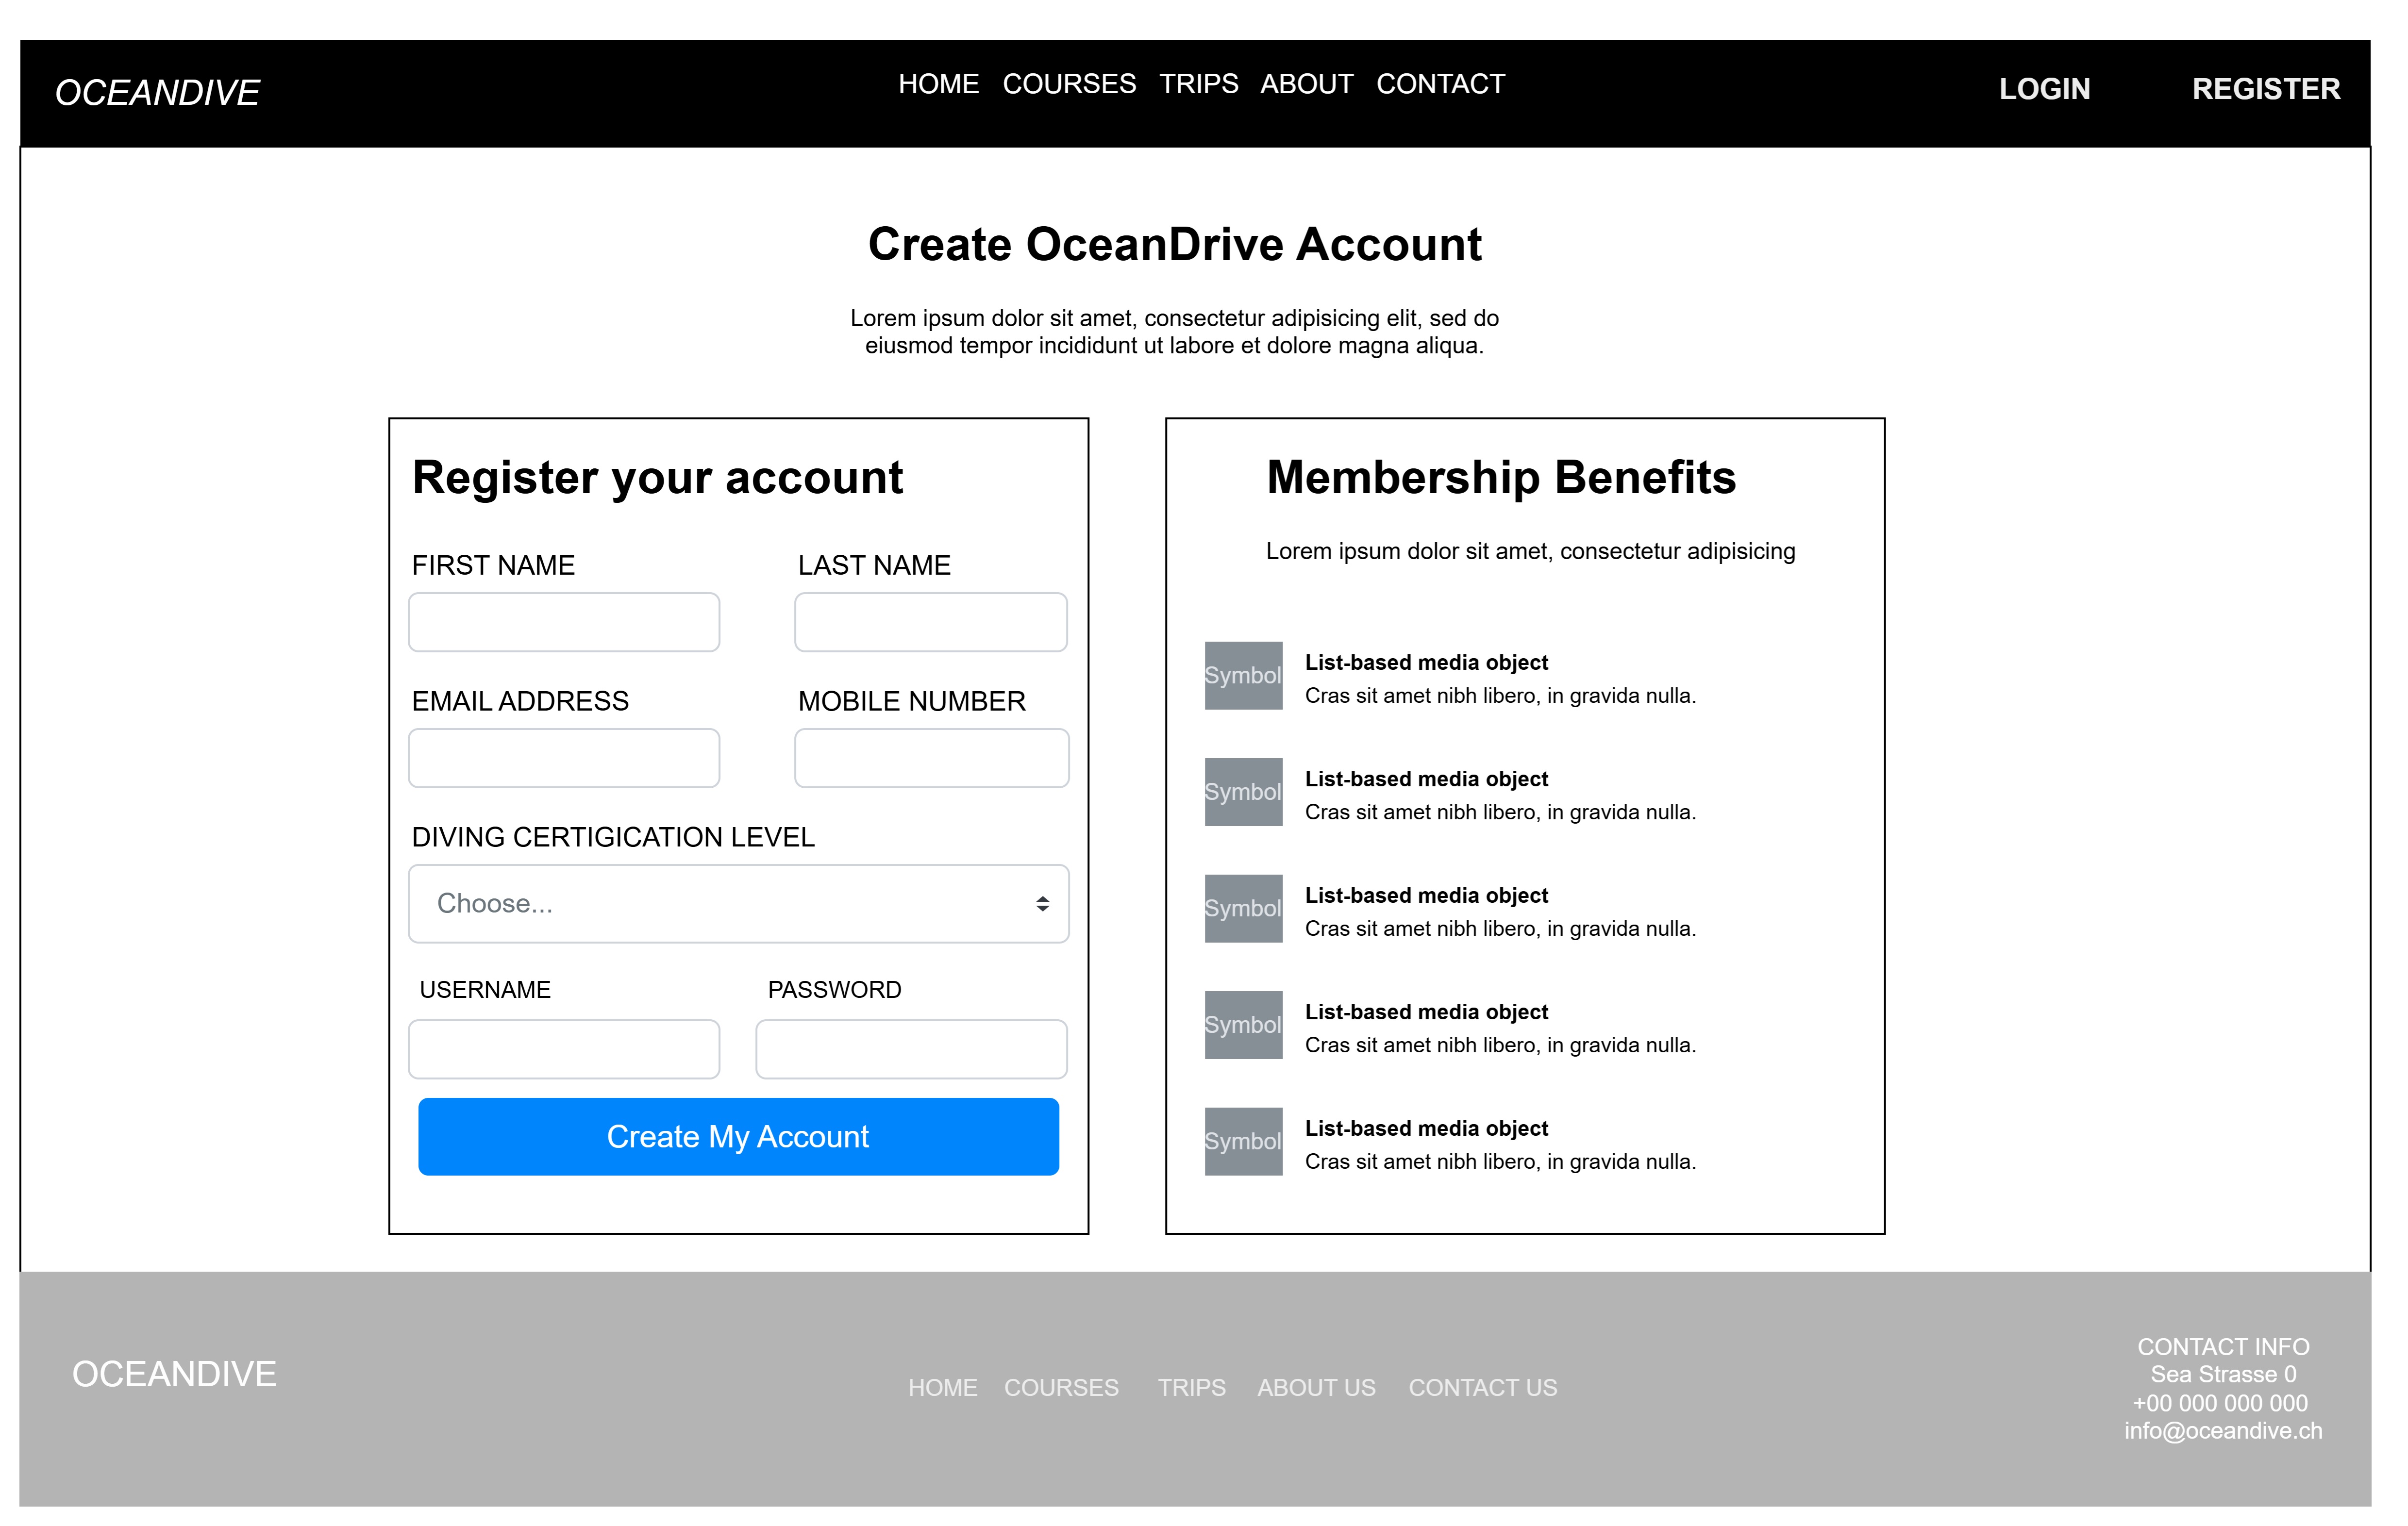 OCEANDIVE
HOME COURSES TRIPS ABOUT CONTACT
LOGIN REGISTER
Create OceanDrive Account
Lorem ipsum dolor sit amet, consectetur adipisicing elit, sed do
eiusmod tempor incididunt ut labore et dolore magna aliqua.
Register your account
FIRST NAME LAST NAME
EMAIL ADDRESS MOBILE NUMBER
DIVING CERTIGICATION LEVEL
Choose...
USERNAME PASSWORD
Create My Account
Membership Benefits
Lorem ipsum dolor sit amet, consectetur adipisicing
Symbol
List-based media object
Cras sit amet nibh libero, in gravida nulla.
Symbol
List-based media object
Cras sit amet nibh libero, in gravida nulla.
Symbol
List-based media object
Cras sit amet nibh libero, in gravida nulla.
Symbol
List-based media object
Cras sit amet nibh libero, in gravida nulla.
Symbol
List-based media object
Cras sit amet nibh libero, in gravida nulla.
OCEANDIVE
HOME COURSES TRIPS ABOUT US CONTACT US
CONTACT INFO
Sea Strasse 0
+00 000 000 000
info@oceandive.ch